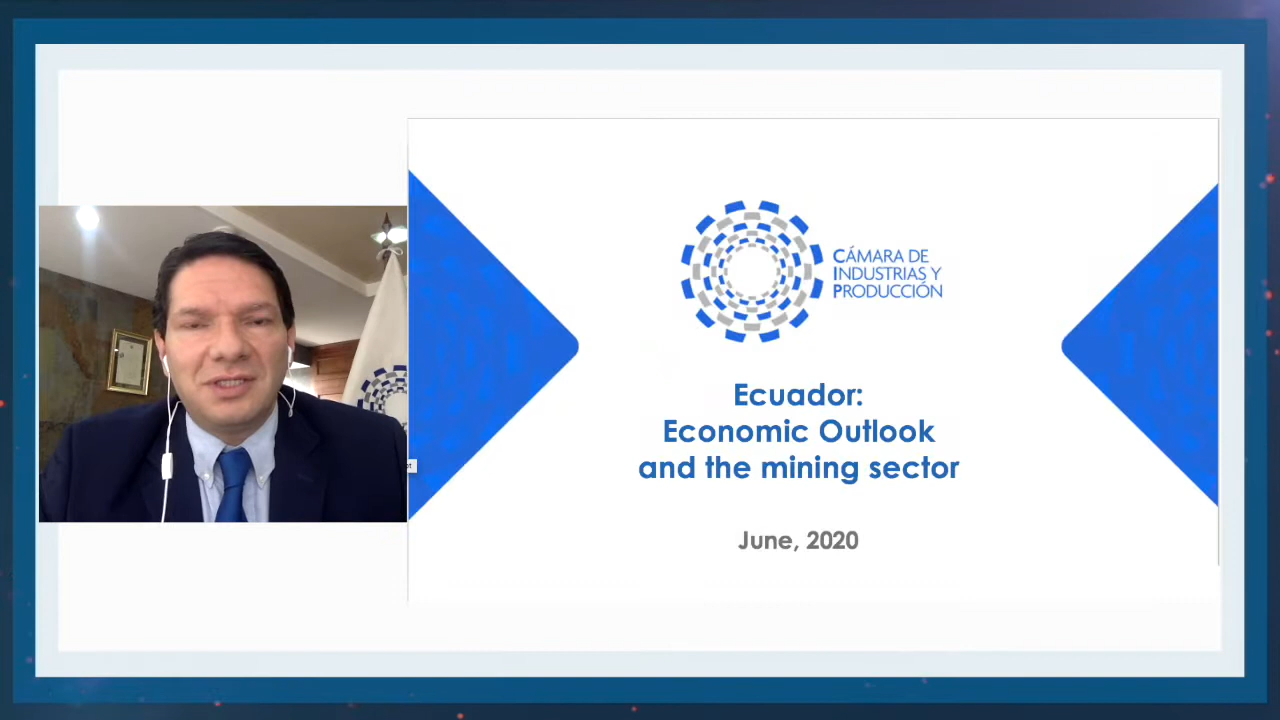 CÁMARA DE
INDUSTRIAS Y
PRODUCCIÓN
Ecuador:
Economic Outlook
and the mining sector
June, 2020